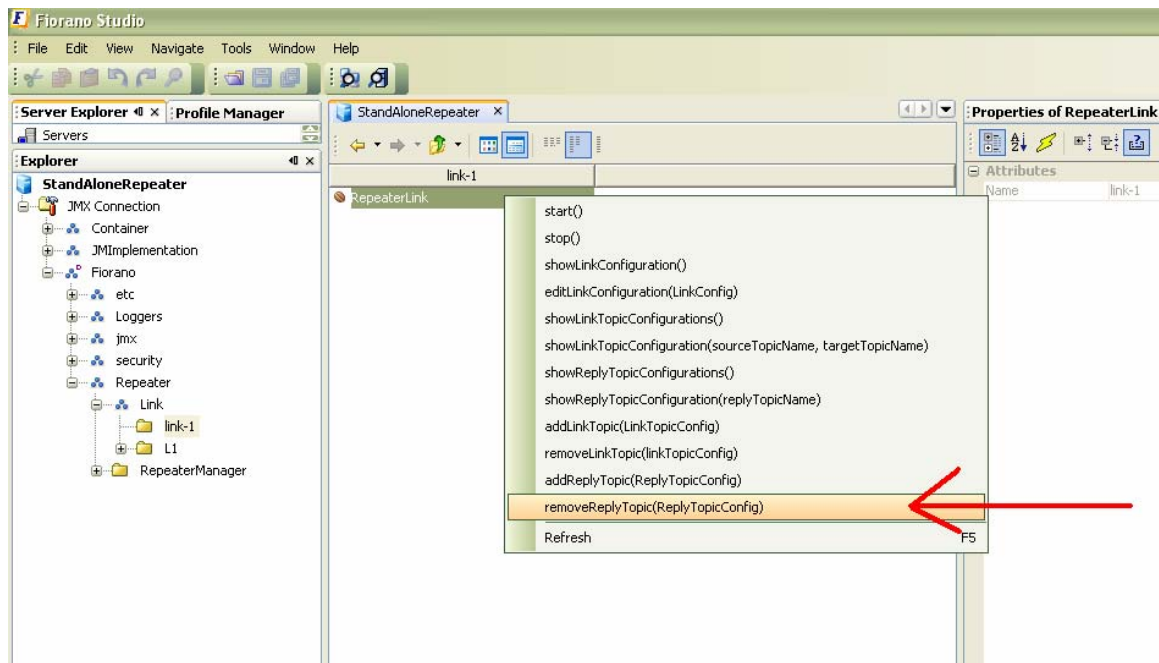 Fiorano Studio
File Edit View Navigate Tools Window Help
Server Explorer
Profile Manager
Servers
Explorer
StandAloneRepeater
JMX Connection
Container
JMImplementation
Fiorano
etc
Loggers
jmx
security
Repeater
Link
link-1
L1
RepeaterManager
StandAloneRepeater
link-1
RepeaterLink
start()
stop()
showLinkConfiguration()
editLinkConfiguration(LinkConfig)
showLinkTopicConfigurations()
showLinkTopicConfiguration(sourceTopicName, targetTopicName)
showReplyTopicConfigurations()
showReplyTopicConfiguration(replyTopicName)
addLinkTopic(LinkTopicConfig)
removeLinkTopic(linkTopicConfig)
addReplyTopic(ReplyTopicConfig)
removeReplyTopic(ReplyTopicConfig)
Refresh F5
Properties of RepeaterLink
Attributes
Name link-1